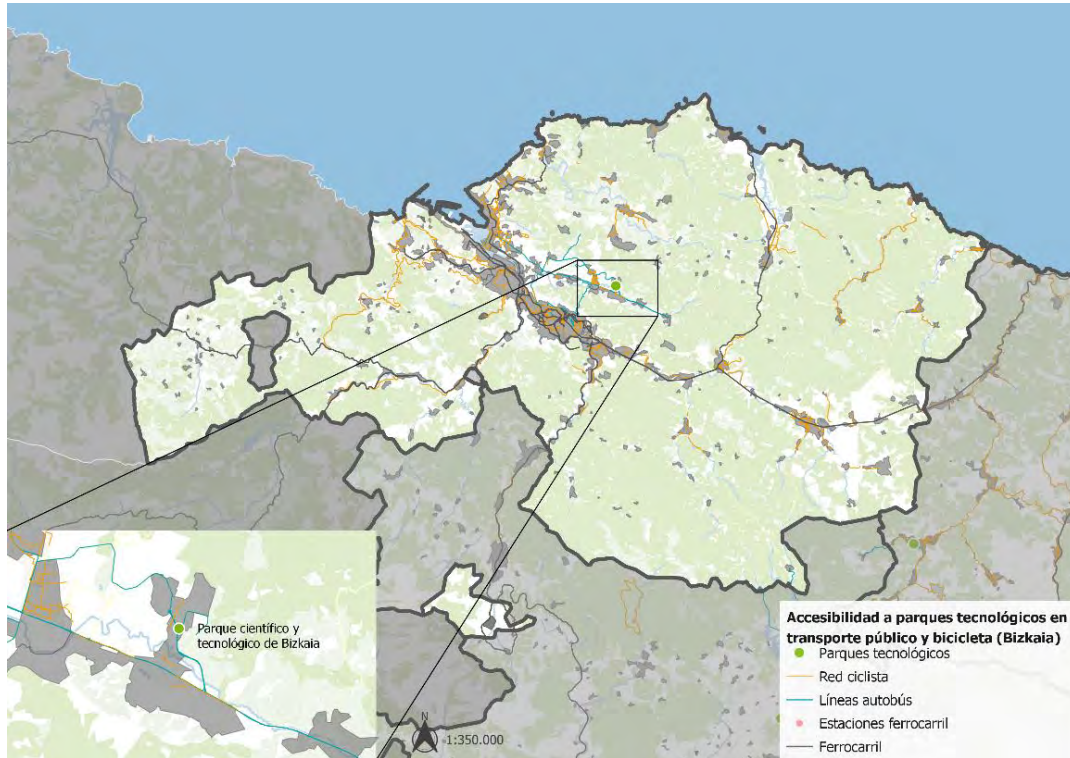 Parque científico y
tecnológico de Bizkaia
N
1:350.000
Accesibilidad a parques tecnológicos en
transporte público y bicicleta (Bizkaia)
Parques tecnológicos
Red ciclista
Líneas autobús
Estaciones ferrocarril
Ferrocarril